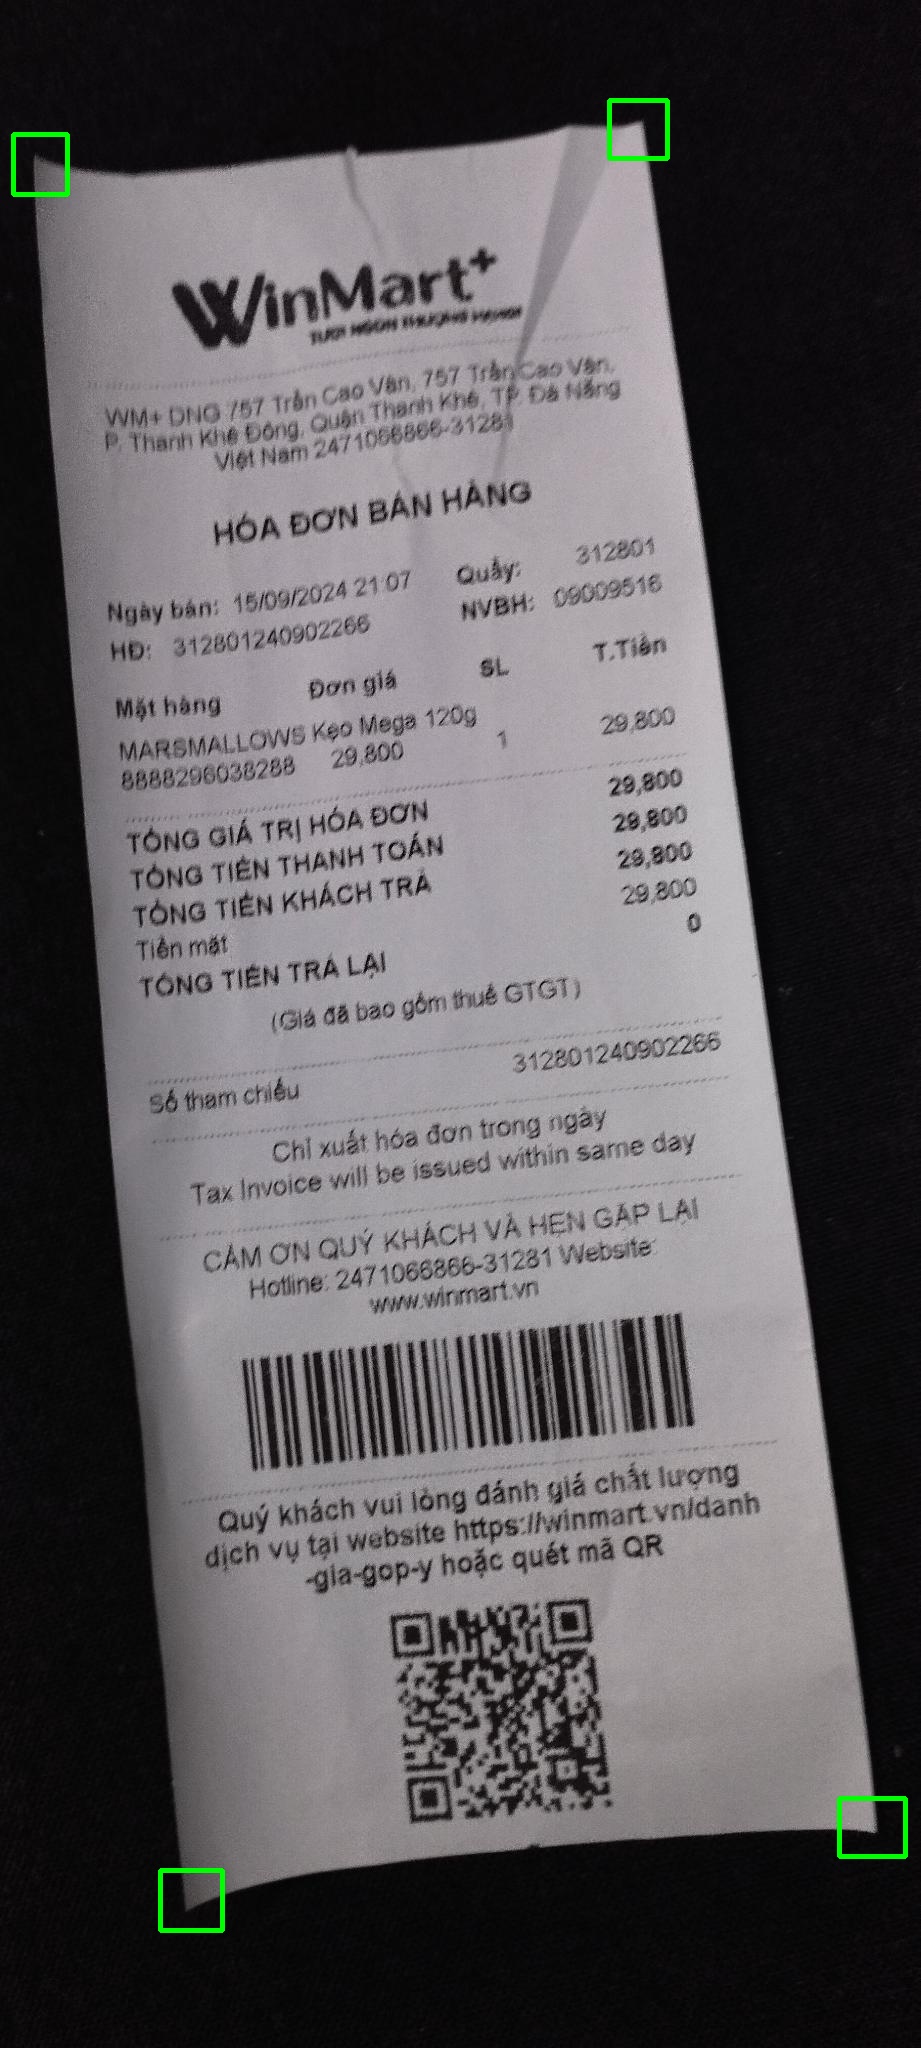 WinMart+
TƯƠI NGON THƯỢNG HẠNG
WM+ DNG 757 Trần Cao Vân, 757 Trần Cao Vân,
P. Thanh Khê Đông, Quận Thanh Khê, TP. Đà Nẵng
Việt Nam 2471066866-31281
HÓA ĐƠN BÁN HÀNG
Ngày bán: 15/09/2024 21:07 Quầy: 312801
HĐ: 312801240902266 NVBH: 09009516
Mặt hàng Đơn giá SL T.Tiền
MARSMALLOWS Kẹo Mega 120g
8888296038288 29,800 1 29,800
TỔNG GIÁ TRỊ HÓA ĐƠN 29,800
TỔNG TIỀN THANH TOÁN 29,800
TỔNG TIỀN KHÁCH TRẢ 29,800
Tiền mặt 29,800
TỔNG TIỀN TRẢ LẠI 0
(Giá đã bao gồm thuế GTGT)
Số tham chiếu 312801240902266
Chỉ xuất hóa đơn trong ngày
Tax Invoice will be issued within same day
CẢM ƠN QUÝ KHÁCH VÀ HẸN GẶP LẠI
Hotline: 2471066866-31281 Website:
www.winmart.vn
Quý khách vui lòng đánh giá chất lượng
dịch vụ tại website https://winmart.vn/danh
-gia-gop-y hoặc quét mã QR